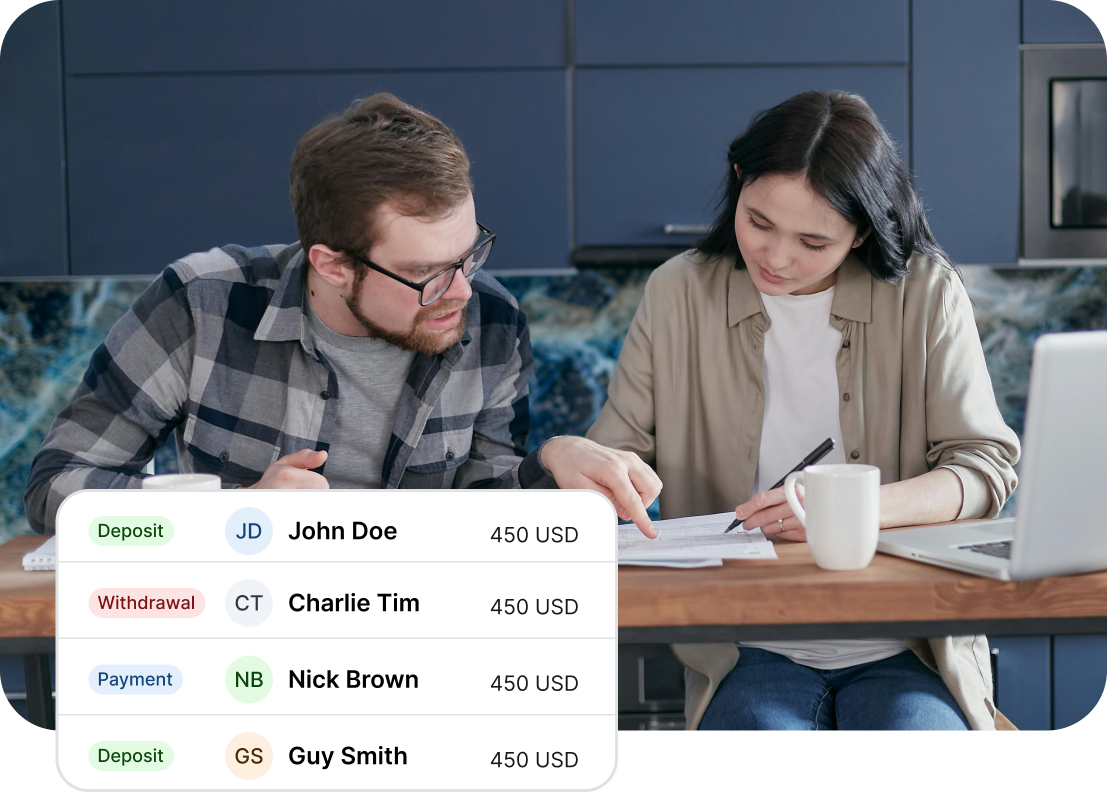 Deposit JD John Doe 450 USD
Withdrawal CT Charlie Tim 450 USD
Payment NB Nick Brown 450 USD
Deposit GS Guy Smith 450 USD